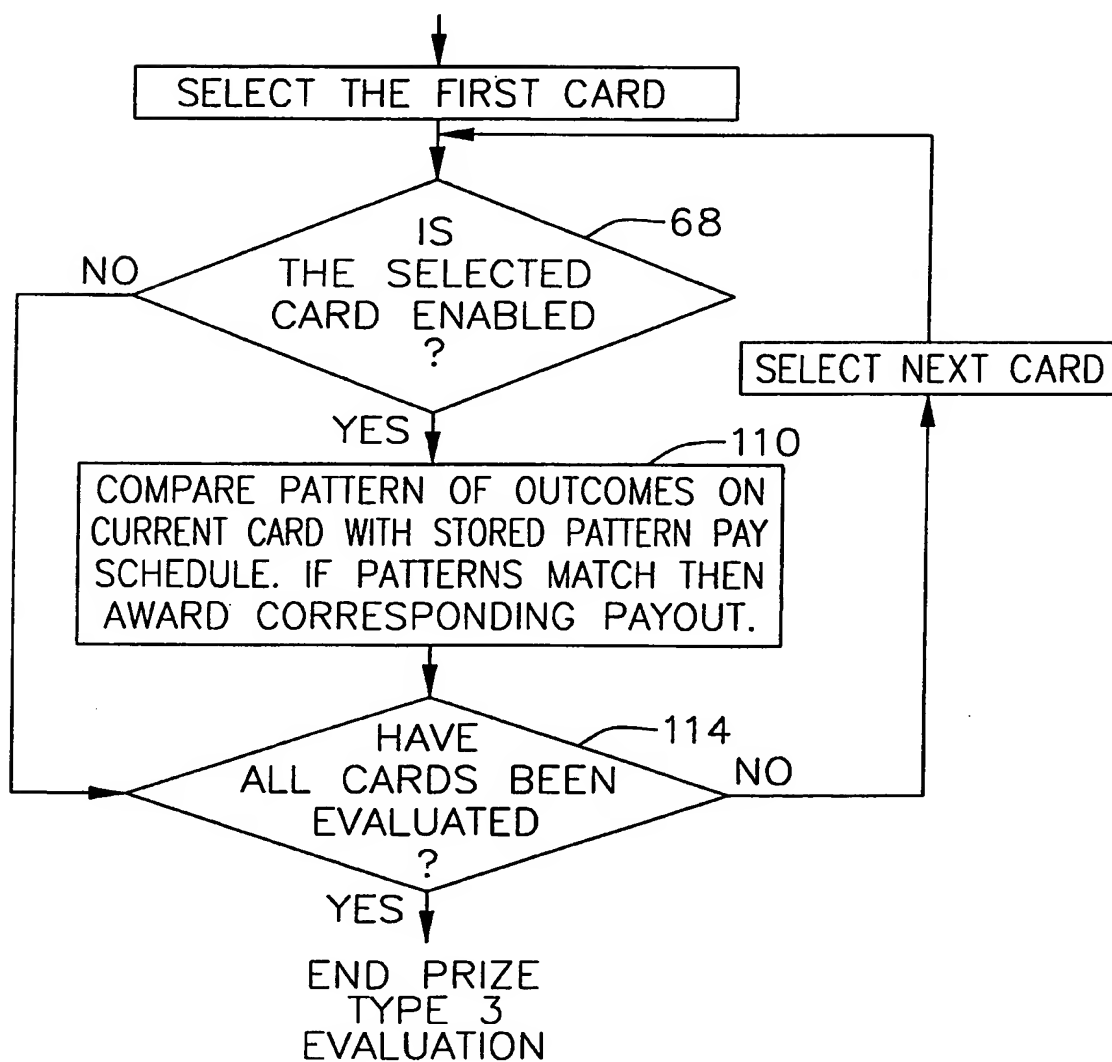 SELECT THE FIRST CARD
68
IS
THE SELECTED
CARD ENABLED
?
NO
YES
SELECT NEXT CARD
110
COMPARE PATTERN OF OUTCOMES ON
CURRENT CARD WITH STORED PATTERN PAY
SCHEDULE. IF PATTERNS MATCH THEN
AWARD CORRESPONDING PAYOUT.
114
HAVE
ALL CARDS BEEN
EVALUATED
?
NO
YES
END PRIZE
TYPE 3
EVALUATION